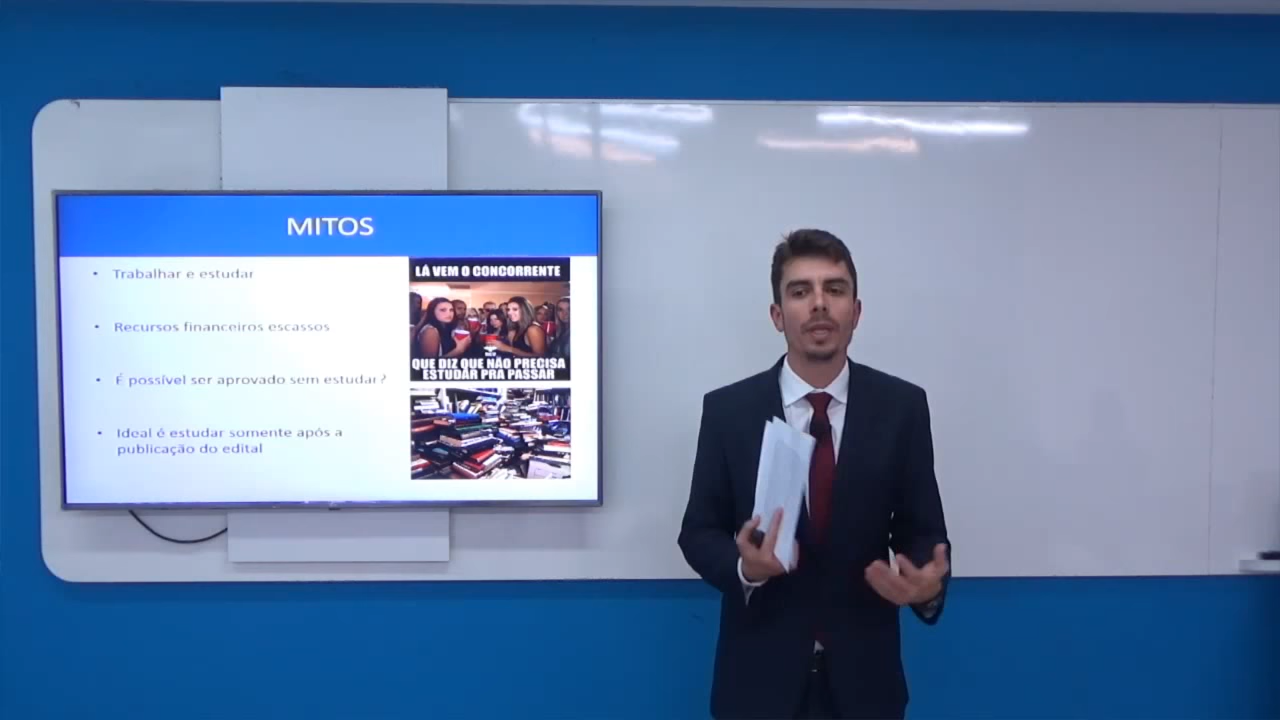 MITOS
• Trabalhar e estudar
• Recursos financeiros escassos
• É possível ser aprovado sem estudar?
• Ideal é estudar somente após a
publicação do edital
LÁ VEM O CONCORRENTE
QUE DIZ QUE NÃO PRECISA
ESTUDAR PRA PASSAR